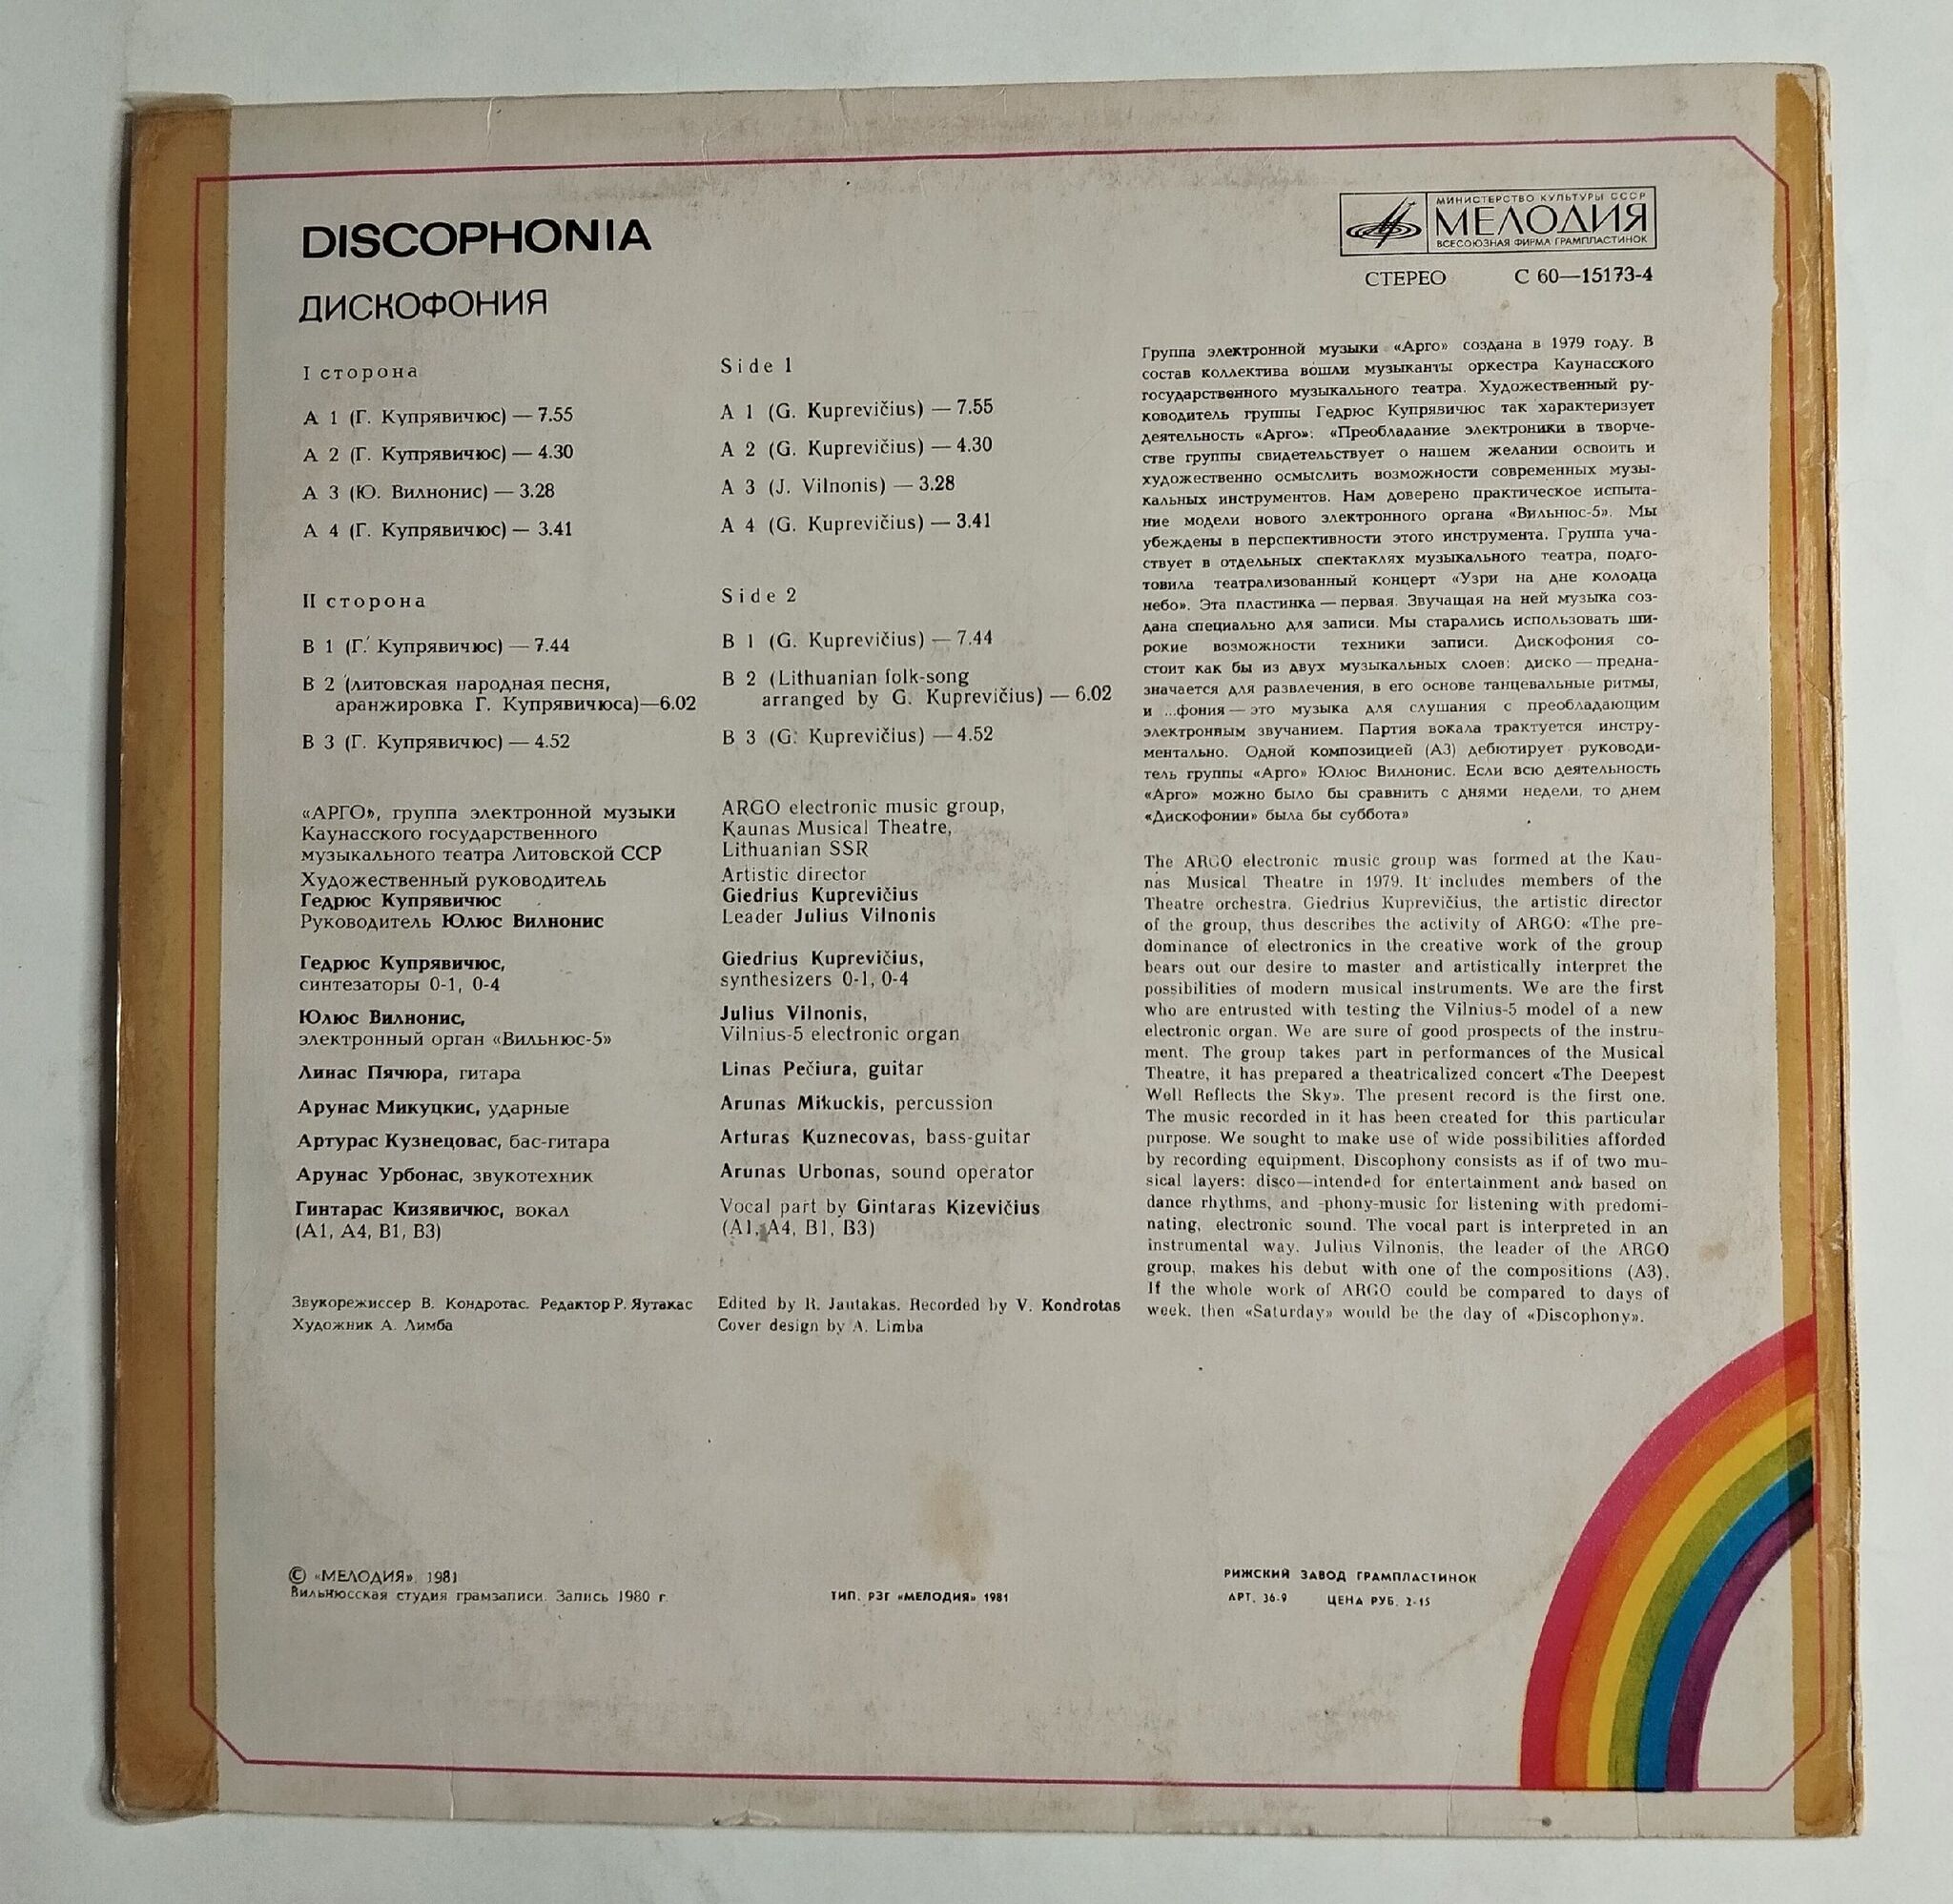 DISCOPHONIA
ДИСКОФОНИЯ
I сторона
A 1 (Г. Купрявичюс) — 7.55
A 2 (Г. Купрявичюс) — 4.30
A 3 (Ю. Вилнонис) — 3.28
A 4 (Г. Купрявичюс) — 3.41
II сторона
B 1 (Г. Купрявичюс) — 7.44
B 2 (литовская народная песня,
аранжировка Г. Купрявичюса)—6.02
B 3 (Г. Купрявичюс) — 4.52
«АРГО», группа электронной музыки
Каунасского государственного
музыкального театра Литовской ССР
Художественный руководитель
Гедрюс Купрявичюс
Руководитель Юлюс Вилнонис
Гедрюс Купрявичюс,
синтезаторы 0-1, 0-4
Юлюс Вилнонис,
электронный орган «Вильнюс-5»
Линас Пячюра, гитара
Арунас Микуцкис, ударные
Артурас Кузнецовас, бас-гитара
Арунас Урбонас, звукотехник
Гинтарас Кизявичюс, вокал
(A1, A4, B1, B3)
Звукорежиссер В. Кондротас. Редактор Р. Яутакас
Художник А. Лимба
Side 1
A 1 (G. Kuprevičius) — 7.55
A 2 (G. Kuprevičius) — 4.30
A 3 (J. Vilnonis) — 3.28
A 4 (G. Kuprevičius) — 3.41
Side 2
B 1 (G. Kuprevičius) — 7.44
B 2 (Lithuanian folk-song
arranged by G. Kuprevičius) — 6.02
B 3 (G. Kuprevičius) — 4.52
ARGO electronic music group,
Kaunas Musical Theatre,
Lithuanian SSR
Artistic director
Giedrius Kuprevičius
Leader Julius Vilnonis
Giedrius Kuprevičius,
synthesizers 0-1, 0-4
Julius Vilnonis,
Vilnius-5 electronic organ
Linas Pečiura, guitar
Arunas Mikuckis, percussion
Arturas Kuznecovas, bass-guitar
Arunas Urbonas, sound operator
Vocal part by Gintaras Kizevičius
(A1, A4, B1, B3)
Edited by R. Jautakas. Recorded by V. Kondrotas
Cover design by A. Limba
МИНИСТЕРСТВО КУЛЬТУРЫ СССР
МЕЛОДИЯ
ВСЕСОЮЗНАЯ ФИРМА ГРАМПЛАСТИНОК
СТЕРЕО С 60—15173-4
Группа электронной музыки «Арго» создана в 1979 году. В
состав коллектива вошли музыканты оркестра Каунасского
государственного музыкального театра. Художественный ру-
ководитель группы Гедрюс Купрявичюс так характеризует
деятельность «Арго»: «Преобладание электроники в творче-
стве группы свидетельствует о нашем желании освоить и
художественно осмыслить возможности современных музы-
кальных инструментов. Нам доверено практическое испыта-
ние модели нового электронного органа «Вильнюс-5». Мы
убеждены в перспективности этого инструмента. Группа уча-
ствует в отдельных спектаклях музыкального театра, подго-
товила театрализованный концерт «Узри на дне колодца
небо». Эта пластинка — первая. Звучащая на ней музыка соз-
дана специально для записи. Мы старались использовать ши-
рокие возможности техники записи. Дискофония со-
стоит как бы из двух музыкальных слоев: диско — предна-
значается для развлечения, в его основе танцевальные ритмы,
и ...фония — это музыка для слушания с преобладающим
электронным звучанием. Партия вокала трактуется инстру-
ментально. Одной композицией (А3) дебютирует руководи-
тель группы «Арго» Юлюс Вилнонис. Если всю деятельность
«Арго» можно было бы сравнить с днями недели, то днем
«Дискофонии» была бы суббота»
The ARGO electronic music group was formed at the Kau-
nas Musical Theatre in 1979. It includes members of the
Theatre orchestra. Giedrius Kuprevičius, the artistic director
of the group, thus describes the activity of ARGO: «The pre-
dominance of electronics in the creative work of the group
bears out our desire to master and artistically interpret the
possibilities of modern musical instruments. We are the first
who are entrusted with testing the Vilnius-5 model of a new
electronic organ. We are sure of good prospects of the instru-
ment. The group takes part in performances of the Musical
Theatre, it has prepared a theatricalized concert «The Deepest
Well Reflects the Sky». The present record is the first one.
The music recorded in it has been created for this particular
purpose. We sought to make use of wide possibilities afforded
by recording equipment. Discophony consists as if of two mu-
sical layers: disco—intended for entertainment and based on
dance rhythms, and -phony-music for listening with predomi-
nating, electronic sound. The vocal part is interpreted in an
instrumental way. Julius Vilnonis, the leader of the ARGO
group, makes his debut with one of the compositions (A3).
If the whole work of ARGO could be compared to days of
week, then «Saturday» would be the day of «Discophony».
© «МЕЛОДИЯ», 1981
Вильнюсская студия грамзаписи. Запись 1980 г.
ТИП. РЗГ «МЕЛОДИЯ» 1981
РИЖСКИЙ ЗАВОД ГРАМПЛАСТИНОК
АРТ. 36-9 ЦЕНА РУБ. 2-15